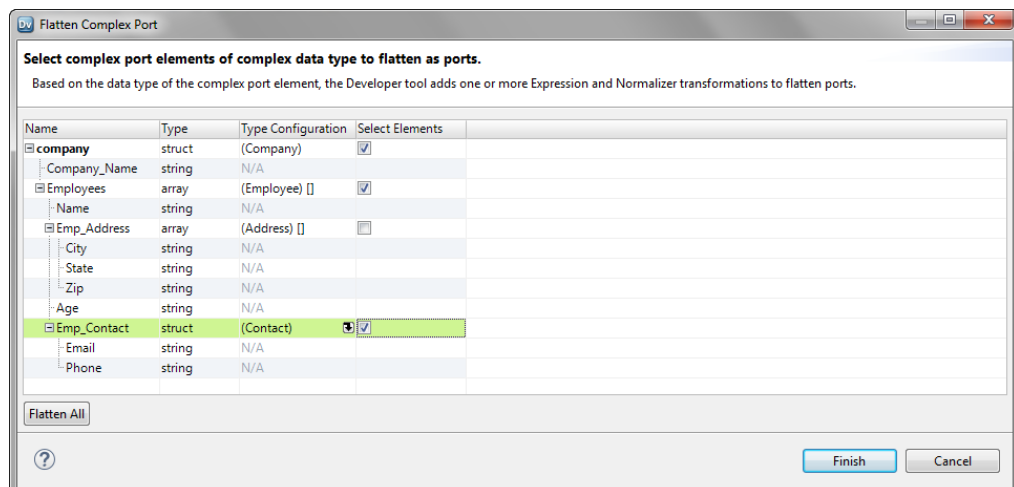 Dv Flatten Complex Port
Select complex port elements of complex data type to flatten as ports.
Based on the data type of the complex port element, the Developer tool adds one or more Expression and Normalizer transformations to flatten ports.
Name Type Type Configuration Select Elements
company struct (Company)
Company_Name string N/A
Employees array (Employee) []
Name string N/A
Emp_Address array (Address) []
City string N/A
State string N/A
Zip string N/A
Age string N/A
Emp_Contact struct (Contact)
Email string N/A
Phone string N/A
Flatten All
?
Finish Cancel